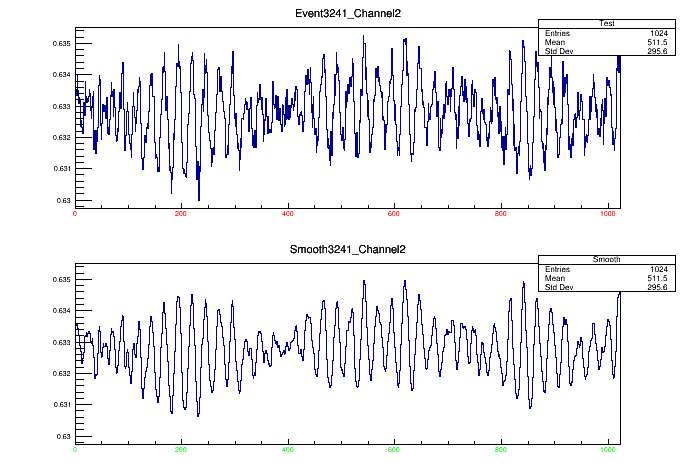 Event3241_Channel2
Test
Entries 1024
Mean 511.5
Std Dev 295.6
0.635
0.634
0.633
0.632
0.631
0.63
0 200 400 600 800 1000
Smooth3241_Channel2
Smooth
Entries 1024
Mean 511.5
Std Dev 295.6
0.635
0.634
0.633
0.632
0.631
0.63
0 200 400 600 800 1000